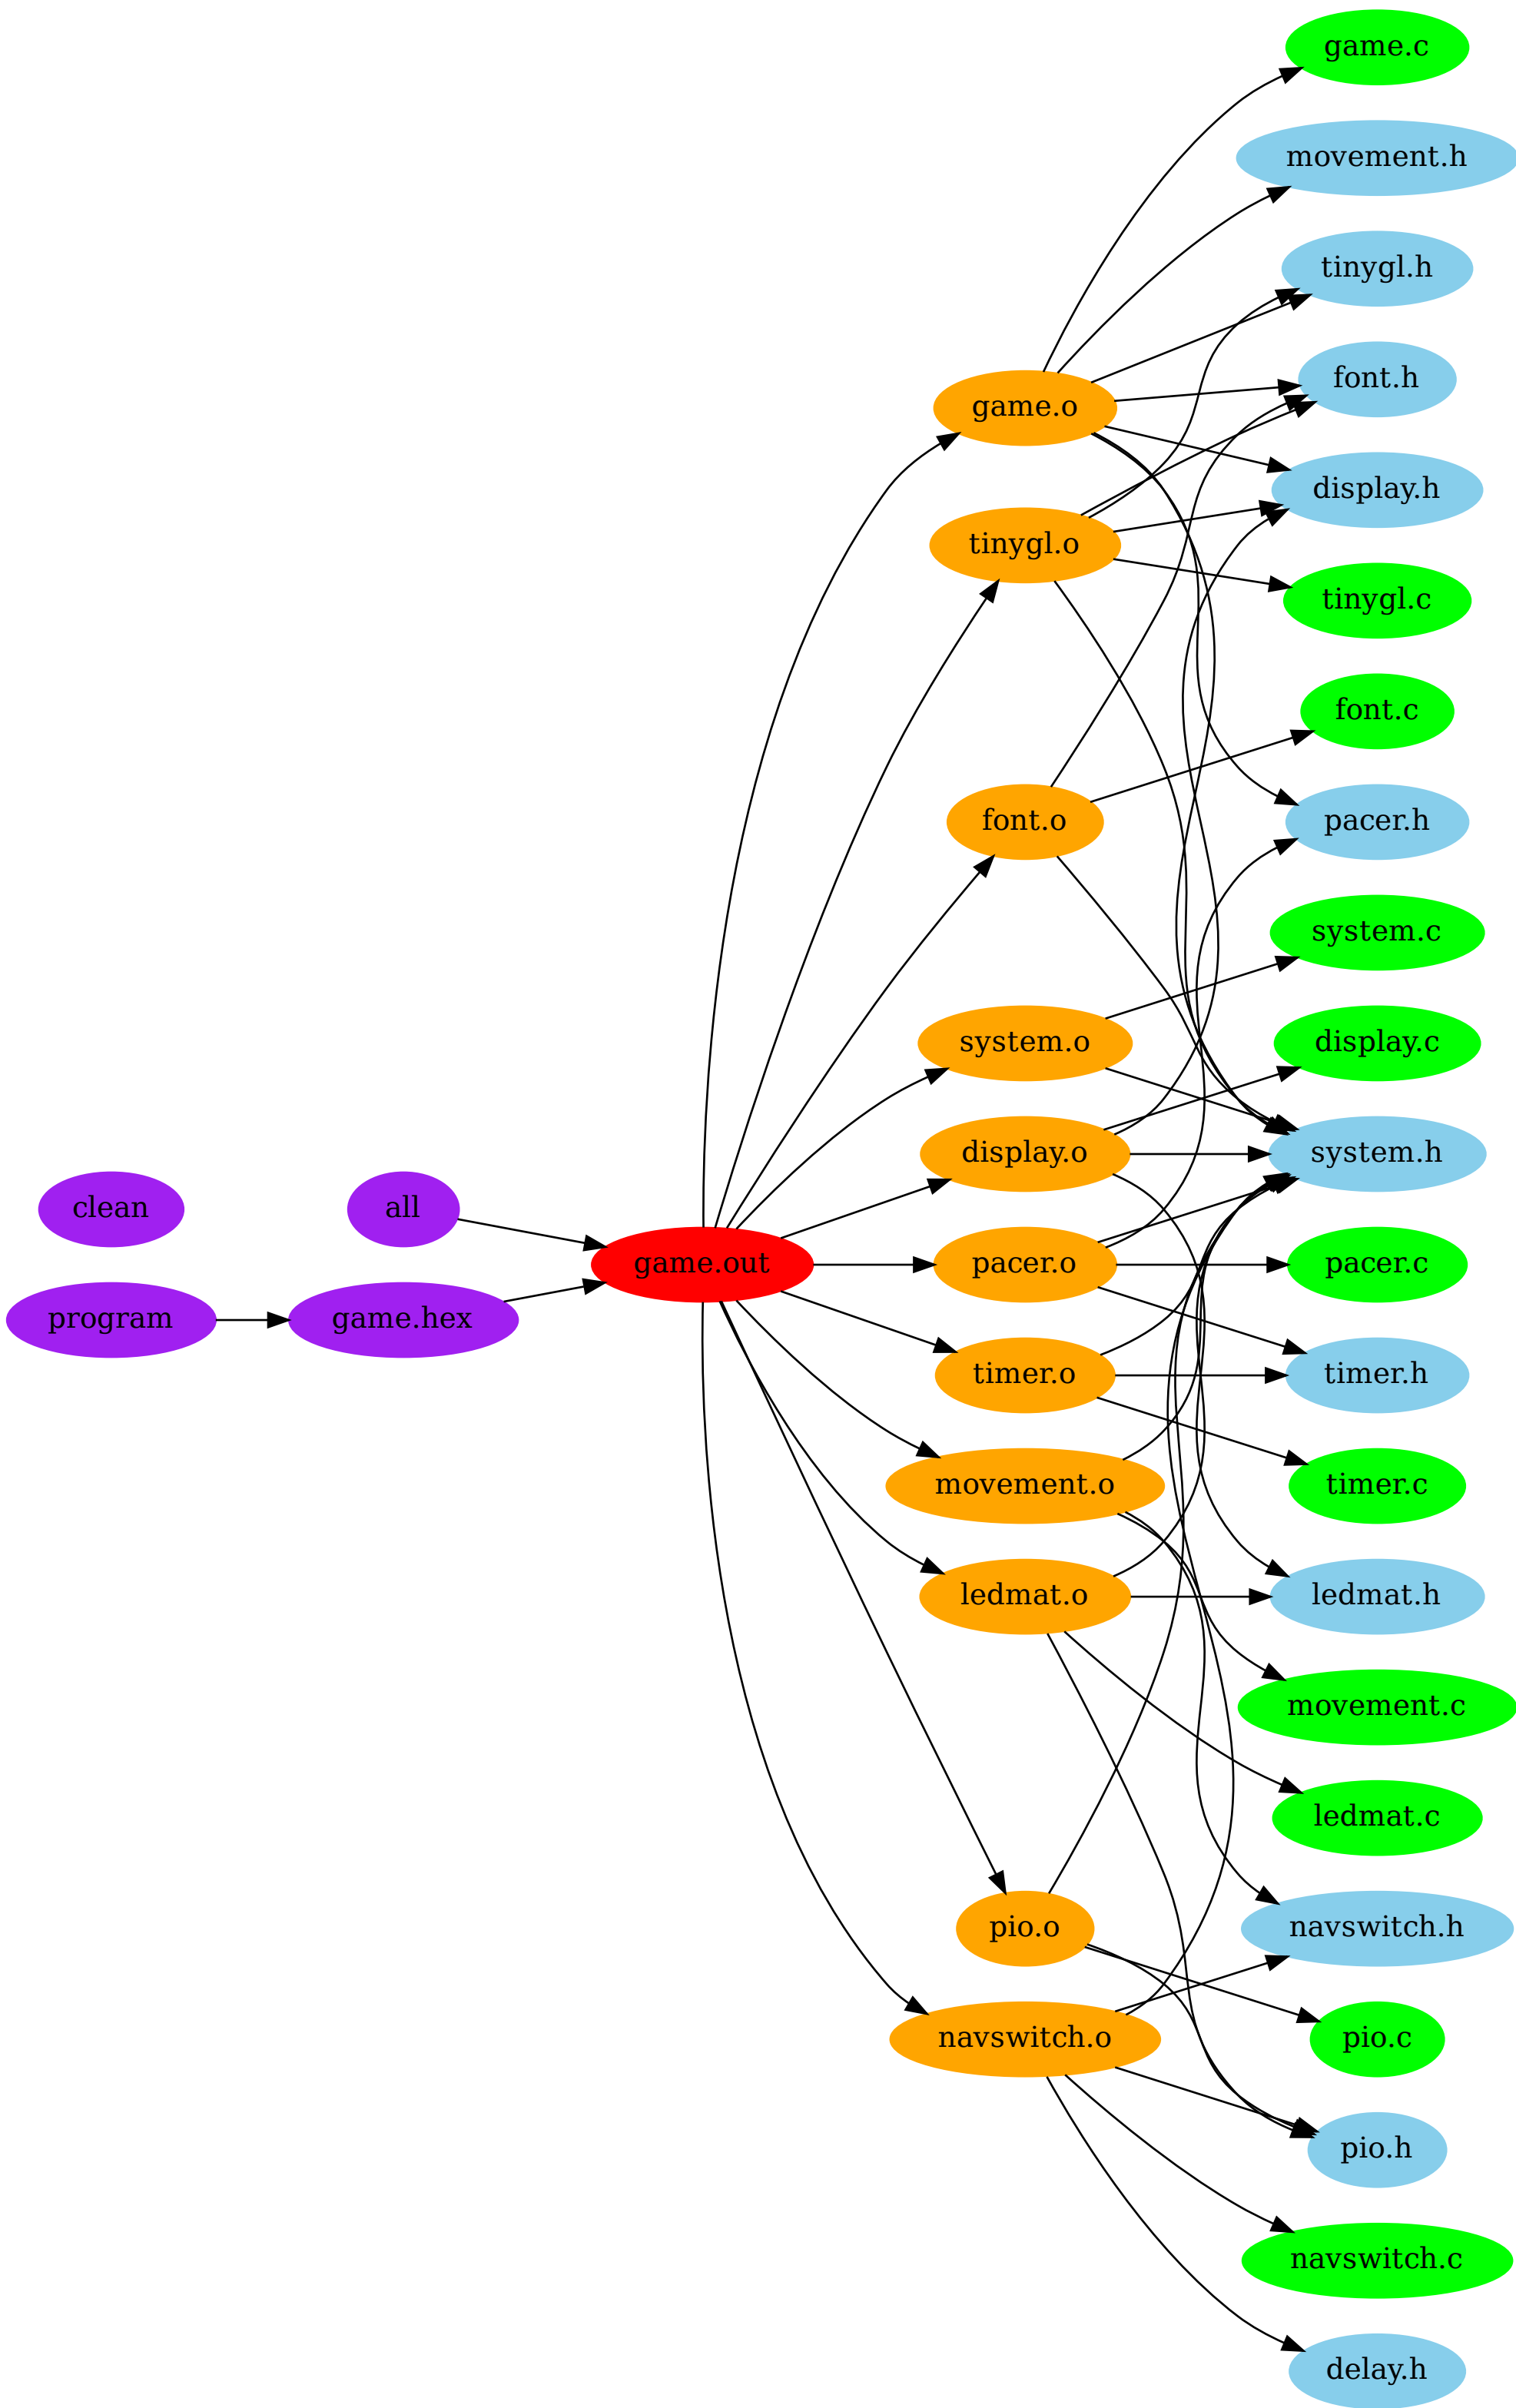 clean
program
all
game.hex
game.out
game.o
tinygl.o
font.o
system.o
display.o
pacer.o
timer.o
movement.o
ledmat.o
pio.o
navswitch.o
game.c
movement.h
tinygl.h
font.h
display.h
tinygl.c
font.c
pacer.h
system.c
display.c
system.h
pacer.c
timer.h
timer.c
ledmat.h
movement.c
ledmat.c
navswitch.h
pio.c
pio.h
navswitch.c
delay.h